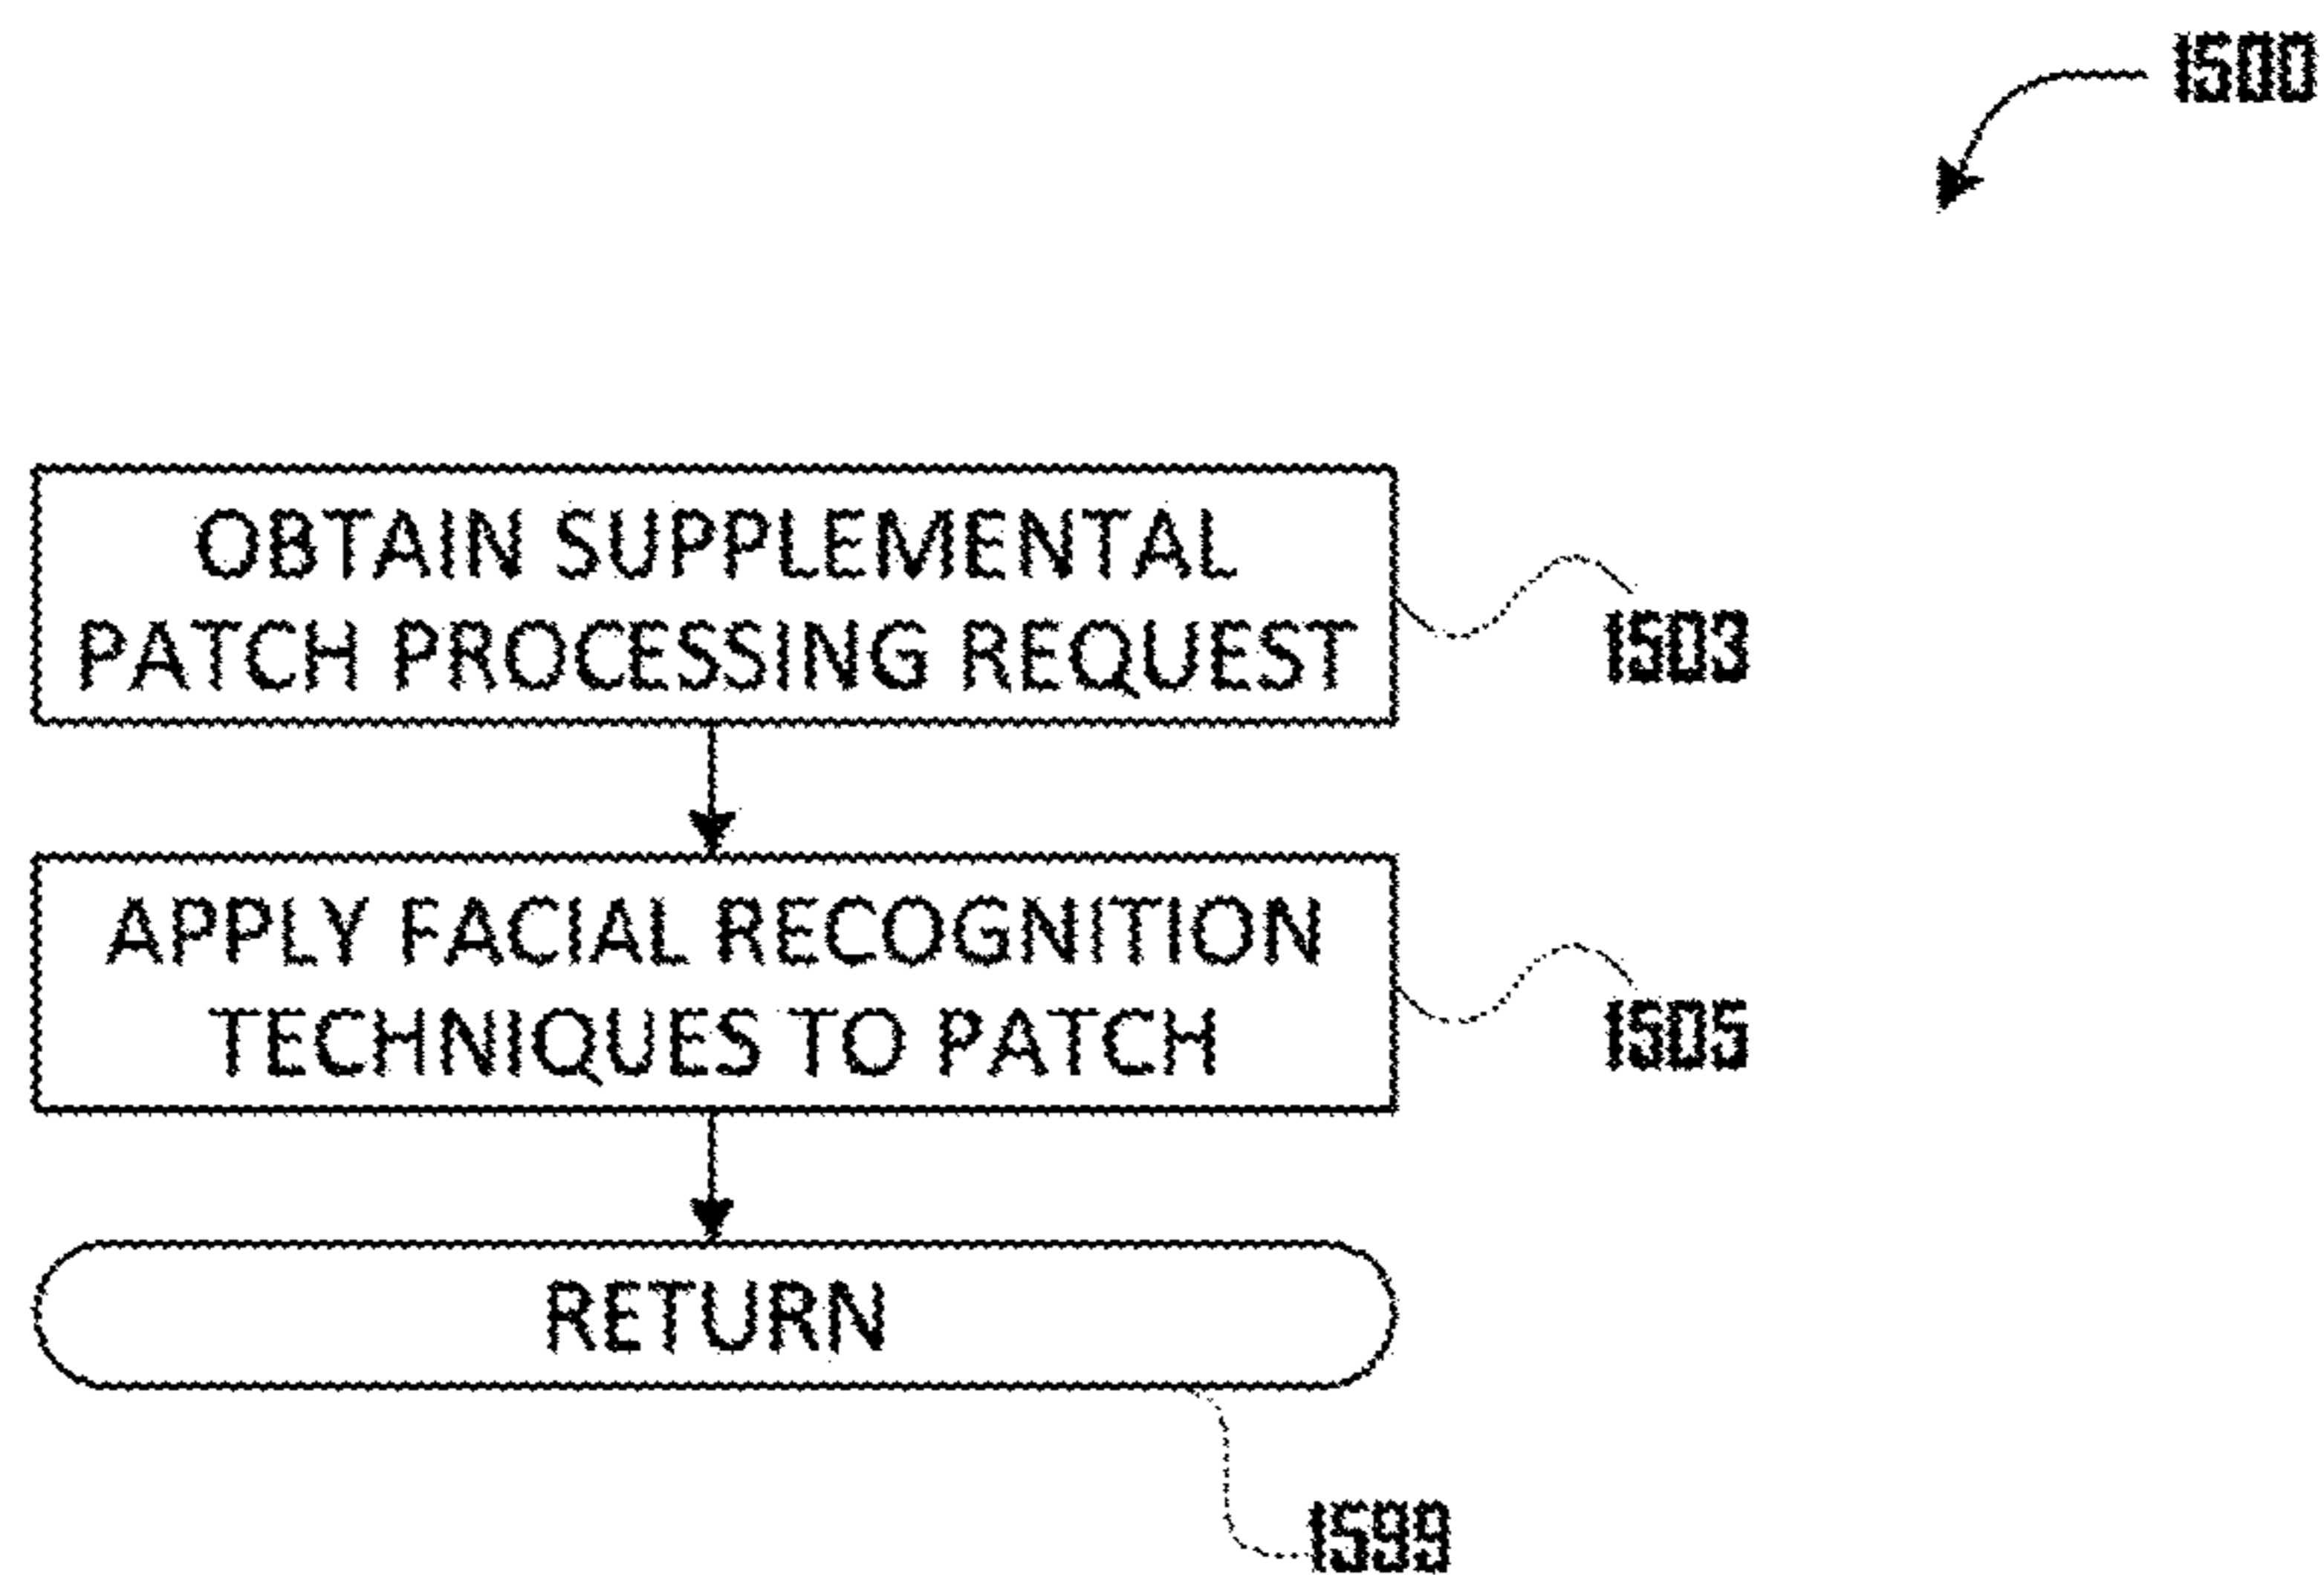 1500
OBTAIN SUPPLEMENTAL
PATCH PROCESSING REQUEST
1503
APPLY FACIAL RECOGNITION
TECHNIQUES TO PATCH
1505
RETURN
1599